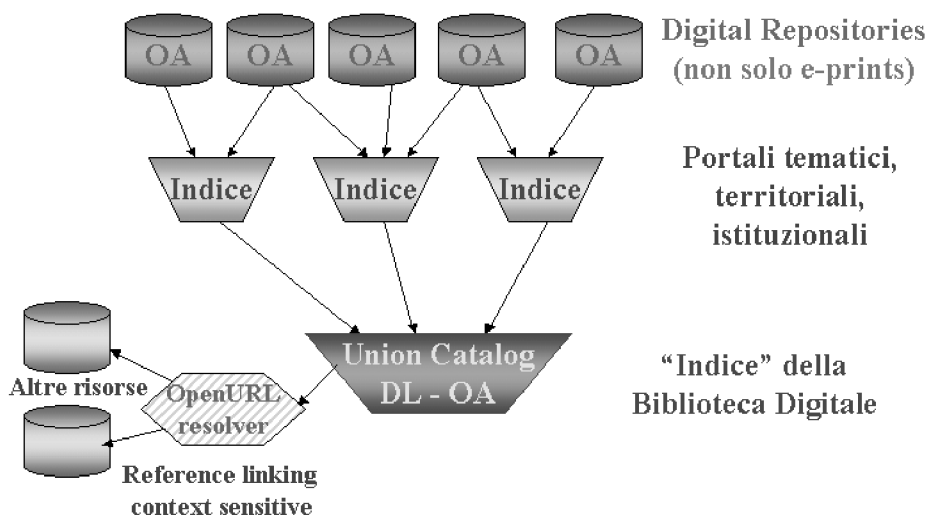 OA OA OA OA OA
Digital Repositories
(non solo e-prints)
Indice Indice Indice
Portali tematici,
territoriali,
istituzionali
Union Catalog
DL - OA
“Indice” della
Biblioteca Digitale
Altre risorse
OpenURL
resolver
Reference linking
context sensitive